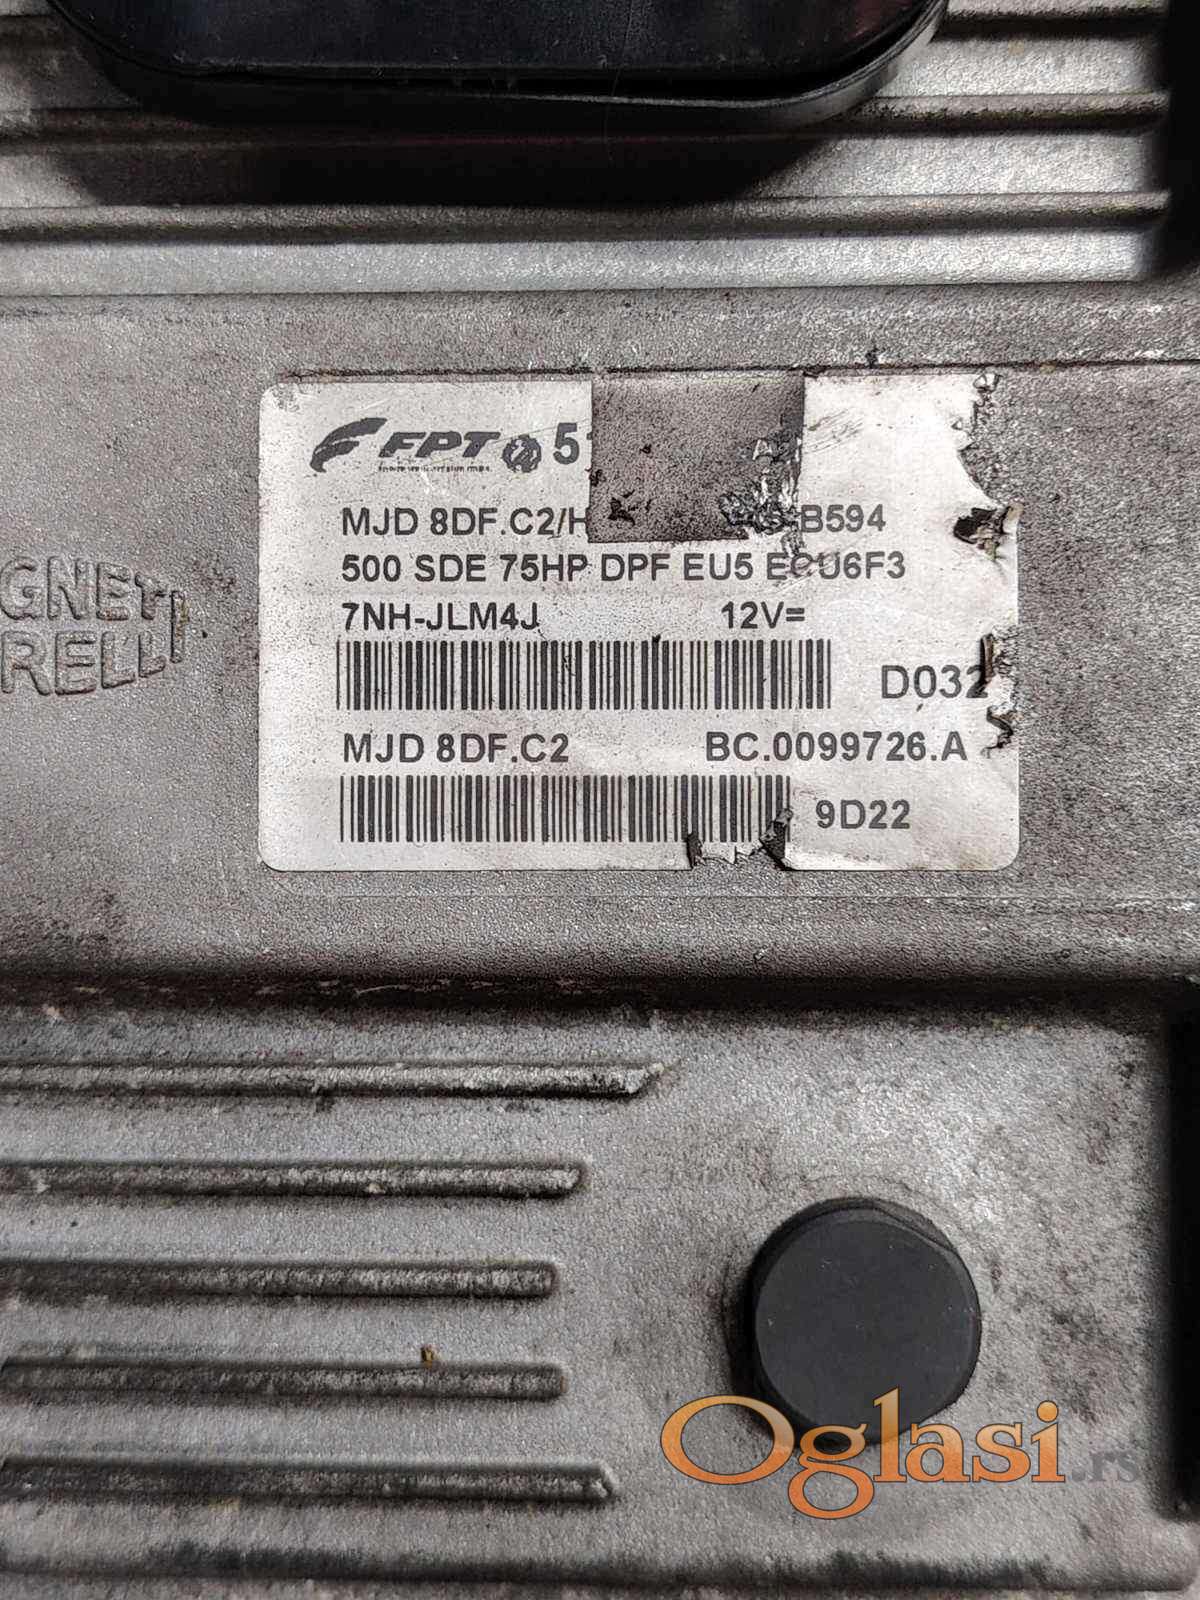 FPT 5
MJD 8DF.C2/H B594
500 SDE 75HP DPF EU5 ECU6F3
7NH-JLM4J 12V=
D032
MJD 8DF.C2 BC.0099726.A
9D22
GNETI
RELLI
Oglasi.rs